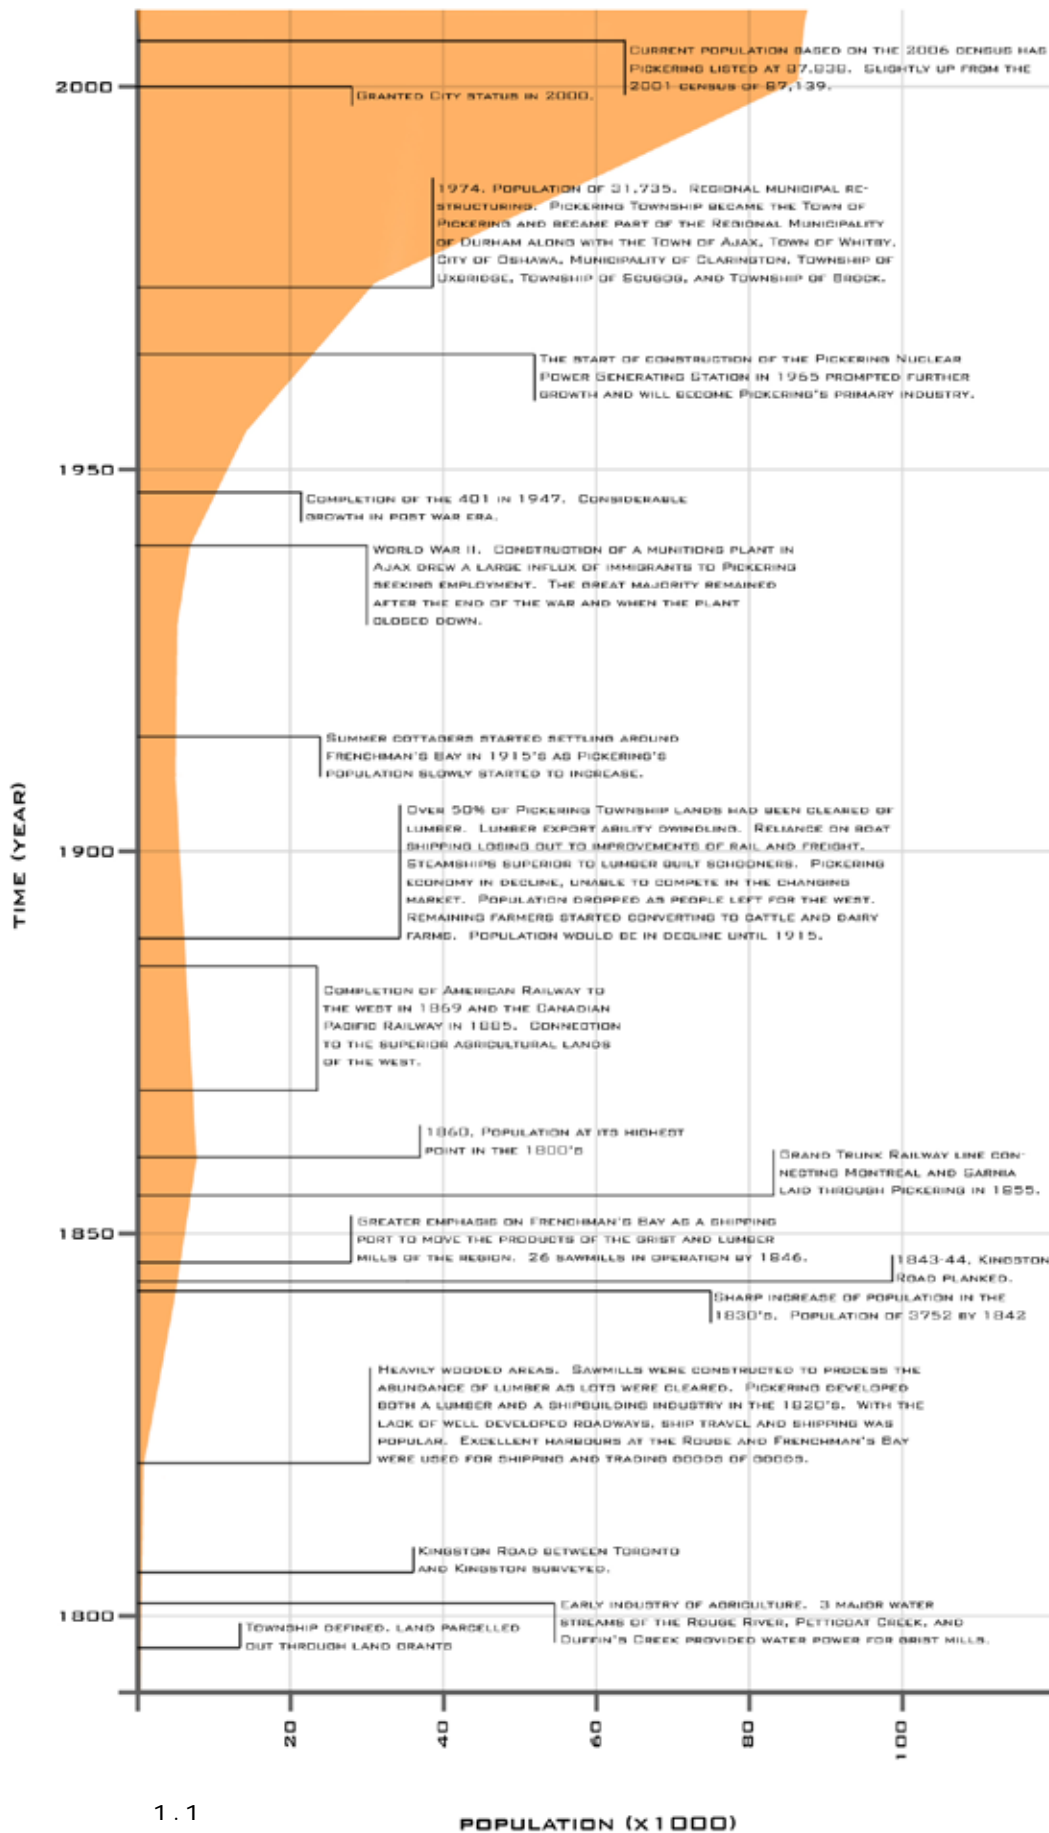 CURRENT POPULATION BASED ON THE 2006 CENSUS HAS
PICKERING LISTED AT 87,838. SLIGHTLY UP FROM THE
2001 CENSUS OF 87,139.
2000
GRANTED CITY STATUS IN 2000.
1974. POPULATION OF 31,735. REGIONAL MUNICIPAL RE-
STRUCTURING. PICKERING TOWNSHIP BECAME THE TOWN OF
PICKERING AND BECAME PART OF THE REGIONAL MUNICIPALITY
OF DURHAM ALONG WITH THE TOWN OF AJAX, TOWN OF WHITBY,
CITY OF OSHAWA, MUNICIPALITY OF CLARINGTON, TOWNSHIP OF
UXBRIDGE, TOWNSHIP OF SCUGOG, AND TOWNSHIP OF BROCK.
THE START OF CONSTRUCTION OF THE PICKERING NUCLEAR
POWER GENERATING STATION IN 1965 PROMPTED FURTHER
GROWTH AND WILL BECOME PICKERING'S PRIMARY INDUSTRY.
1950
COMPLETION OF THE 401 IN 1947. CONSIDERABLE
GROWTH IN POST WAR ERA.
WORLD WAR II. CONSTRUCTION OF A MUNITIONS PLANT IN
AJAX DREW A LARGE INFLUX OF IMMIGRANTS TO PICKERING
SEEKING EMPLOYMENT. THE GREAT MAJORITY REMAINED
AFTER THE END OF THE WAR AND WHEN THE PLANT
CLOSED DOWN.
SUMMER COTTAGERS STARTED SETTLING AROUND
FRENCHMAN'S BAY IN 1915'S AS PICKERING'S
POPULATION SLOWLY STARTED TO INCREASE.
OVER 50% OF PICKERING TOWNSHIP LANDS HAD BEEN CLEARED OF
LUMBER. LUMBER EXPORT ABILITY DWINDLING. RELIANCE ON BOAT
SHIPPING LOSING OUT TO IMPROVEMENTS OF RAIL AND FREIGHT.
STEAMSHIPS SUPERIOR TO LUMBER BUILT SCHOONERS. PICKERING
ECONOMY IN DECLINE, UNABLE TO COMPETE IN THE CHANGING
MARKET. POPULATION DROPPED AS PEOPLE LEFT FOR THE WEST.
REMAINING FARMERS STARTED CONVERTING TO CATTLE AND DAIRY
FARMS. POPULATION WOULD BE IN DECLINE UNTIL 1915.
1900
TIME (YEAR)
COMPLETION OF AMERICAN RAILWAY TO
THE WEST IN 1869 AND THE CANADIAN
PACIFIC RAILWAY IN 1885. CONNECTION
TO THE SUPERIOR AGRICULTURAL LANDS
OF THE WEST.
1860, POPULATION AT ITS HIGHEST
POINT IN THE 1800'S
GRAND TRUNK RAILWAY LINE CON-
NECTING MONTREAL AND SARNIA
LAID THROUGH PICKERING IN 1855.
1850
GREATER EMPHASIS ON FRENCHMAN'S BAY AS A SHIPPING
PORT TO MOVE THE PRODUCTS OF THE GRIST AND LUMBER
MILLS OF THE REGION. 26 SAWMILLS IN OPERATION BY 1846.
1843-44, KINGSTON
ROAD PLANKED.
SHARP INCREASE OF POPULATION IN THE
1830'S. POPULATION OF 3752 BY 1842
HEAVILY WOODED AREAS. SAWMILLS WERE CONSTRUCTED TO PROCESS THE
ABUNDANCE OF LUMBER AS LOTS WERE CLEARED. PICKERING DEVELOPED
BOTH A LUMBER AND A SHIPBUILDING INDUSTRY IN THE 1820'S. WITH THE
LACK OF WELL DEVELOPED ROADWAYS, SHIP TRAVEL AND SHIPPING WAS
POPULAR. EXCELLENT HARBOURS AT THE ROUGE AND FRENCHMAN'S BAY
WERE USED FOR SHIPPING AND TRADING GOODS OF GOODS.
KINGSTON ROAD BETWEEN TORONTO
AND KINGSTON SURVEYED.
1800
EARLY INDUSTRY OF AGRICULTURE. 3 MAJOR WATER
STREAMS OF THE ROUGE RIVER, PETTICOAT CREEK, AND
DUFFIN'S CREEK PROVIDED WATER POWER FOR GRIST MILLS.
TOWNSHIP DEFINED. LAND PARCELLED
OUT THROUGH LAND GRANTS
20 40 60 80 100
1.1
POPULATION (X1000)